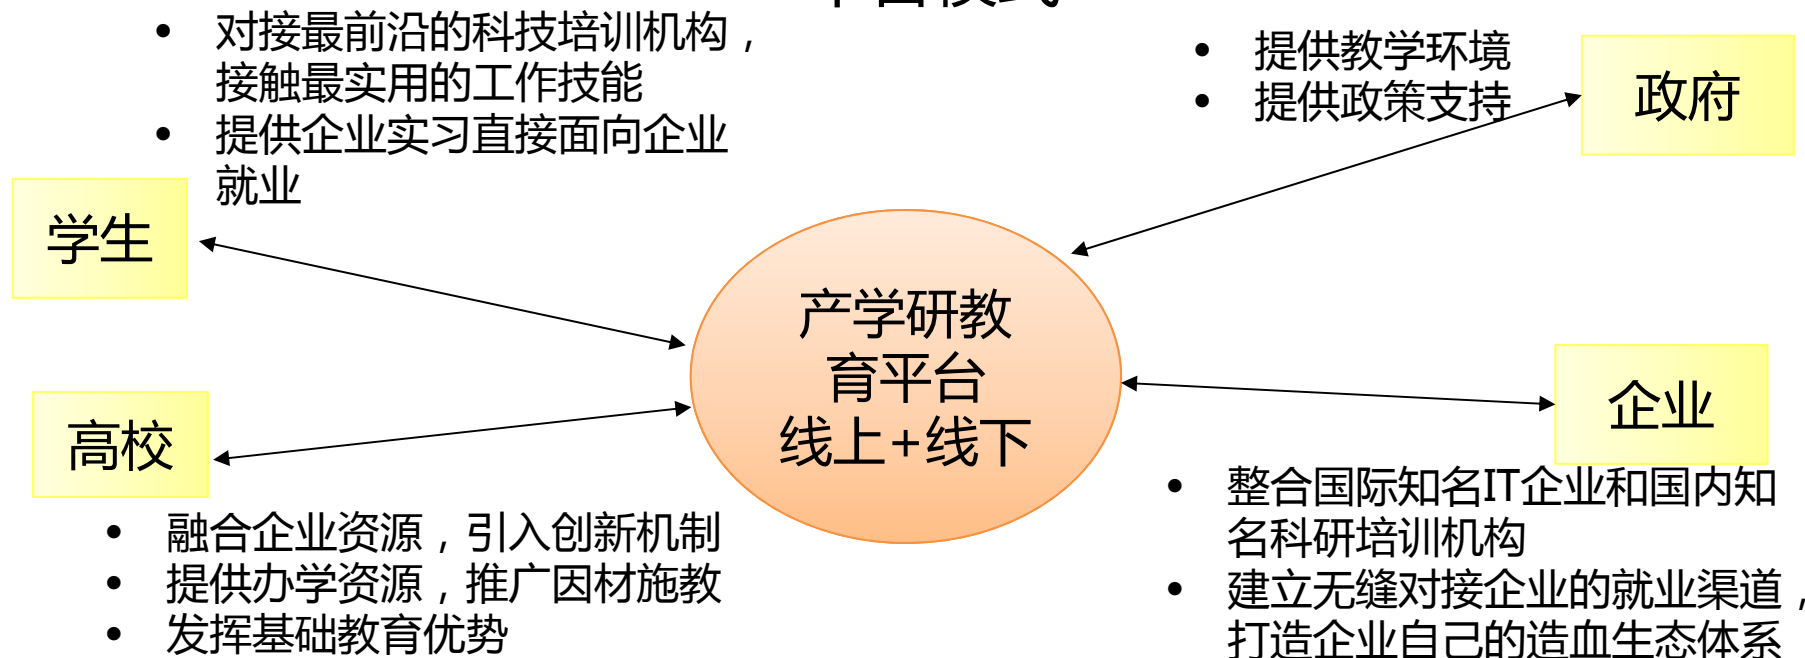 对接最前沿的科技培训机构，
接触最实用的工作技能
提供企业实习直接面向企业
就业
提供教学环境
提供政策支持
政府
学生
产学研教
育平台
线上+线下
高校
企业
融合企业资源，引入创新机制
提供办学资源，推广因材施教
发挥基础教育优势
整合国际知名IT企业和国内知
名科研培训机构
建立无缝对接企业的就业渠道，
打造企业自己的造血生态体系